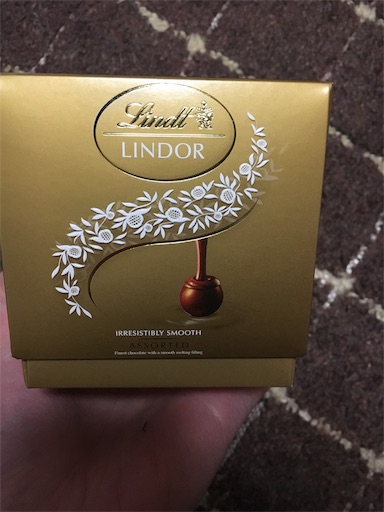 Lindt
LINDOR
IRRESISTIBLY SMOOTH
ASSORTED
Finest chocolate with a smooth melting filling